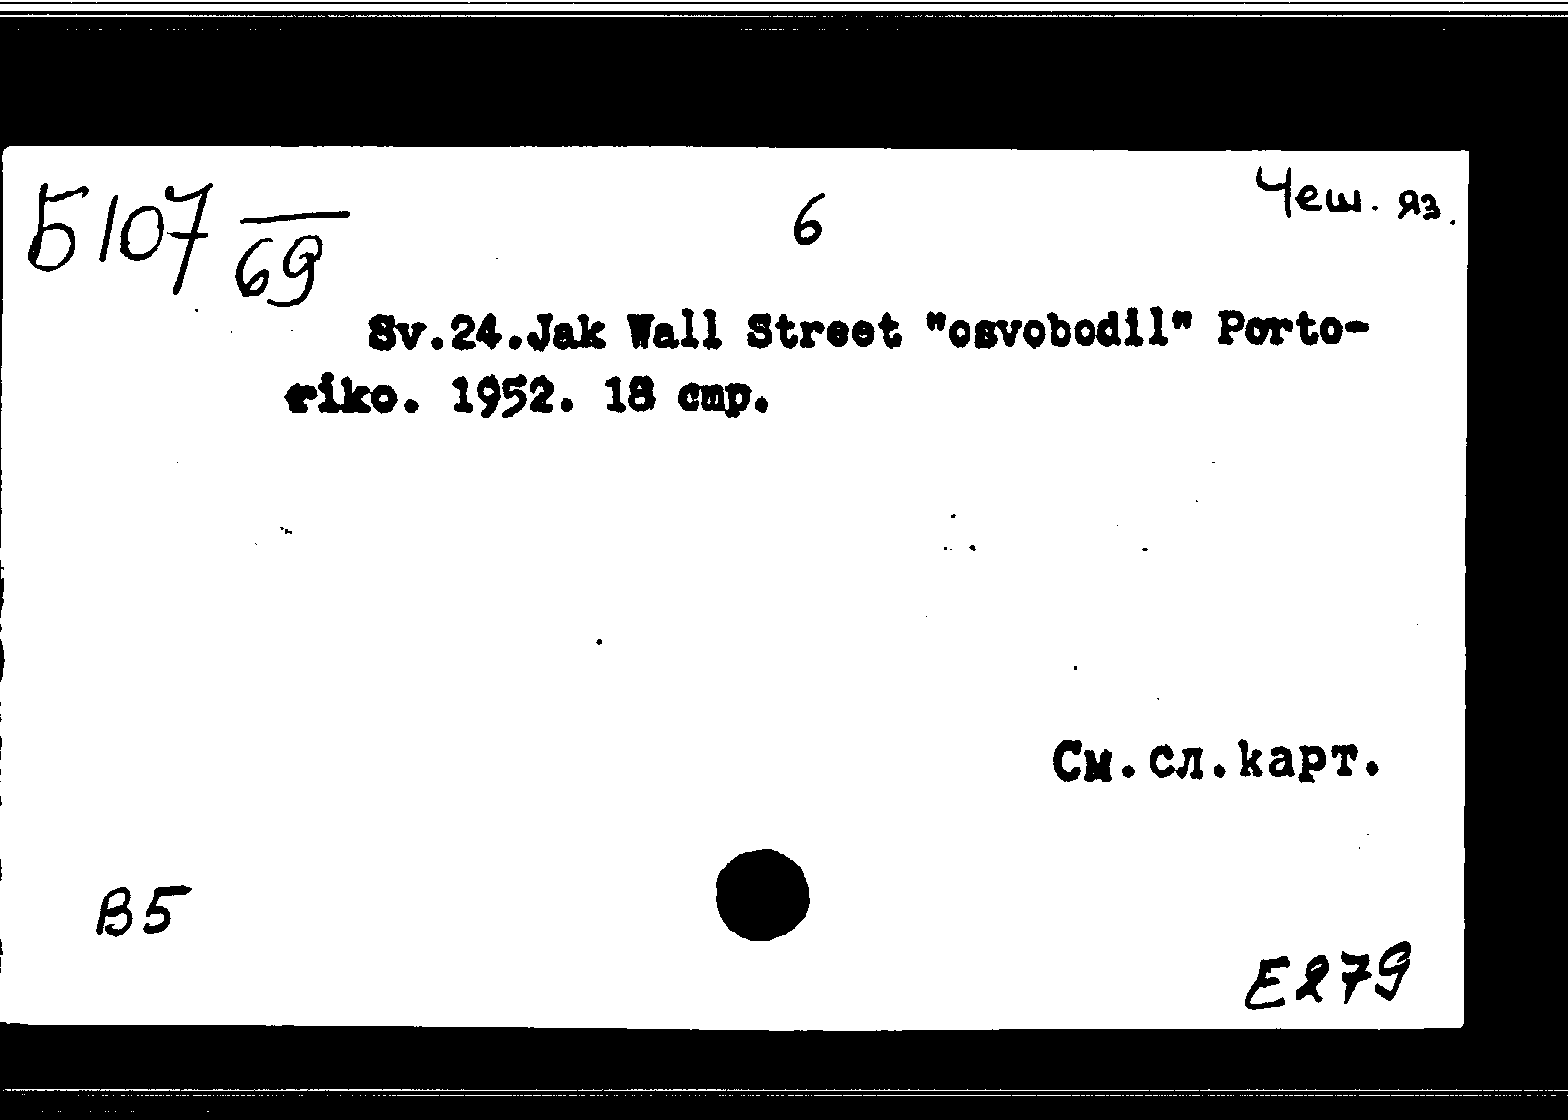 Б107 /69
6
Чеш. яз.
Sv.24.Jak Wall Street "osvobodil" Porto-
riko. 1952. 18 стр.
См.сл.карт.
В5
Е279